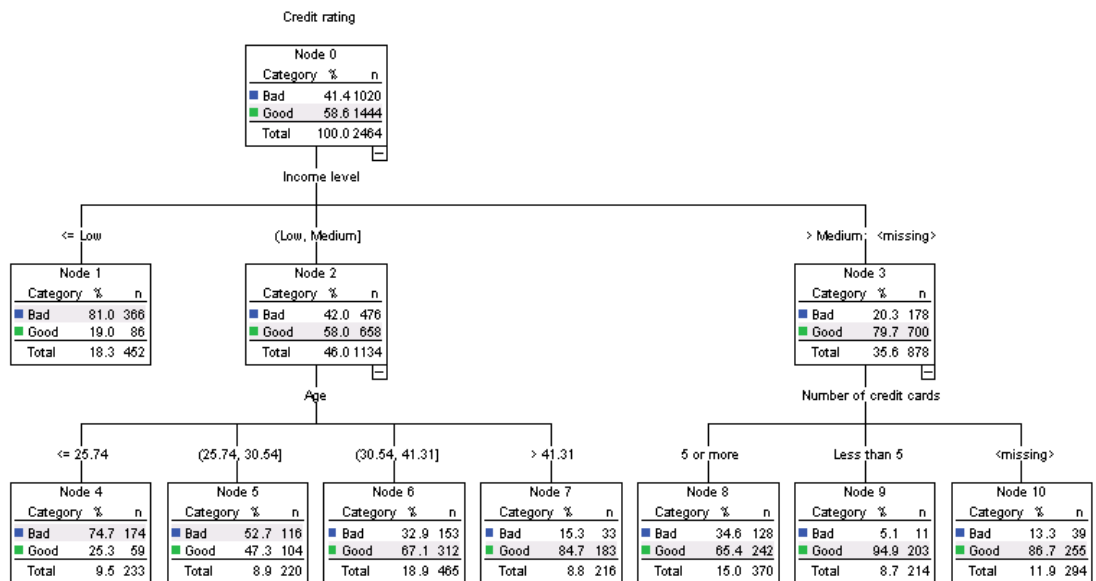 Credit rating
Node 0
Category % n
Bad 41.4 1020
Good 58.6 1444
Total 100.0 2464
Income level
<= Low
(Low, Medium]
> Medium; <missing>
Node 1
Category % n
Bad 81.0 366
Good 19.0 86
Total 18.3 452
Node 2
Category % n
Bad 42.0 476
Good 58.0 658
Total 46.0 1134
Node 3
Category % n
Bad 20.3 178
Good 79.7 700
Total 35.6 878
Age
Number of credit cards
<= 25.74
(25.74, 30.54]
(30.54, 41.31]
> 41.31
5 or more
Less than 5
<missing>
Node 4
Category % n
Bad 74.7 174
Good 25.3 59
Total 9.5 233
Node 5
Category % n
Bad 52.7 116
Good 47.3 104
Total 8.9 220
Node 6
Category % n
Bad 32.9 153
Good 67.1 312
Total 18.9 465
Node 7
Category % n
Bad 15.3 33
Good 84.7 183
Total 8.8 216
Node 8
Category % n
Bad 34.6 128
Good 65.4 242
Total 15.0 370
Node 9
Category % n
Bad 5.1 11
Good 94.9 203
Total 8.7 214
Node 10
Category % n
Bad 13.3 39
Good 86.7 255
Total 11.9 294